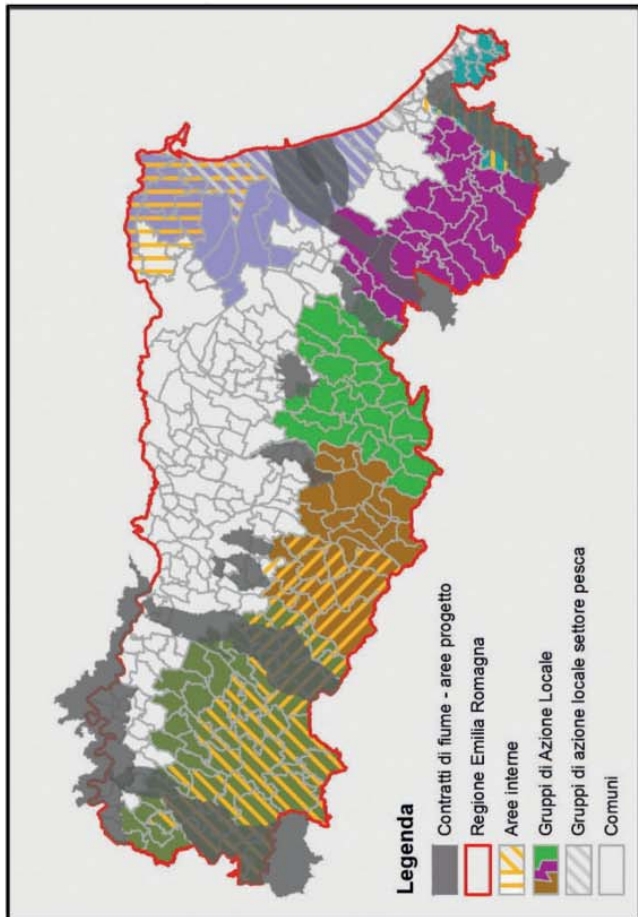 Legenda
Contratti di fiume - aree progetto
Regione Emilia Romagna
Aree interne
Gruppi di Azione Locale
Gruppi di azione locale settore pesca
Comuni